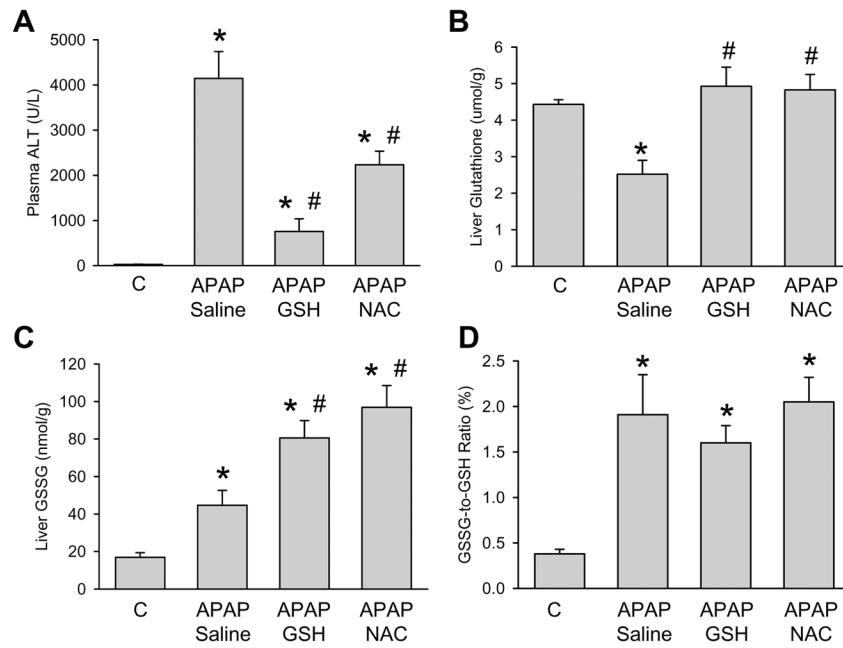 A
Plasma ALT (U/L)
5000
4000
3000
2000
1000
0
*
* #
* #
C
APAP
Saline
APAP
GSH
APAP
NAC
B
Liver Glutathione (umol/g)
6
5
4
3
2
1
0
*
#
#
C
APAP
Saline
APAP
GSH
APAP
NAC
C
Liver GSSG (nmol/g)
120
100
80
60
40
20
0
*
* #
* #
C
APAP
Saline
APAP
GSH
APAP
NAC
D
GSSG-to-GSH Ratio (%)
2.5
2.0
1.5
1.0
0.5
0.0
*
*
*
C
APAP
Saline
APAP
GSH
APAP
NAC